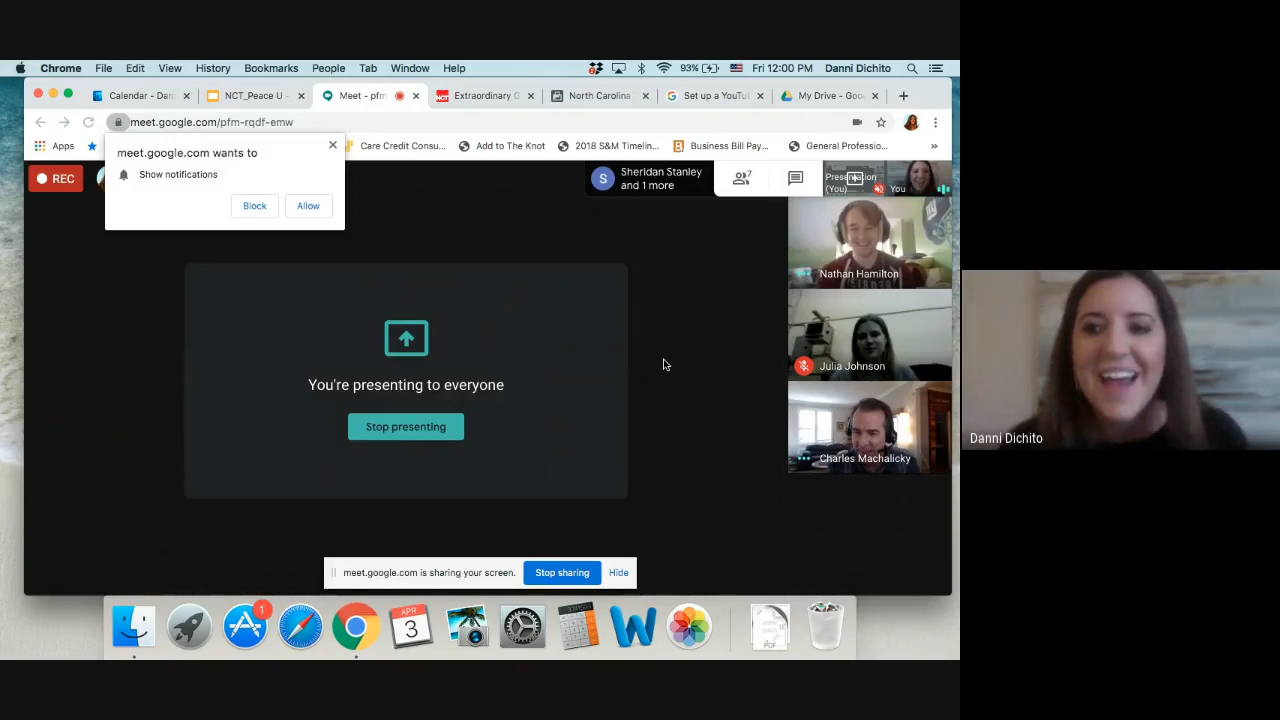 Chrome File Edit View History Bookmarks People Tab Window Help 93% Fri 12:00 PM Danni Dichito
Calendar - Dan NCT_Peace U - Meet - pfm Extraordinary G North Carolina Set up a YouTu My Drive - Goo
meet.google.com/pfm-rqdf-emw
Apps Care Credit Consu... Add to The Knot 2018 S&M Timelin... Business Bill Pay... General Professio... »
meet.google.com wants to
Show notifications
Block Allow
REC
Sheridan Stanley
and 1 more
7
Presentation
(You)
You
Nathan Hamilton
Julia Johnson
Charles Machalicky
You're presenting to everyone
Stop presenting
Danni Dichito
meet.google.com is sharing your screen. Stop sharing Hide
1
APR
3
PDF